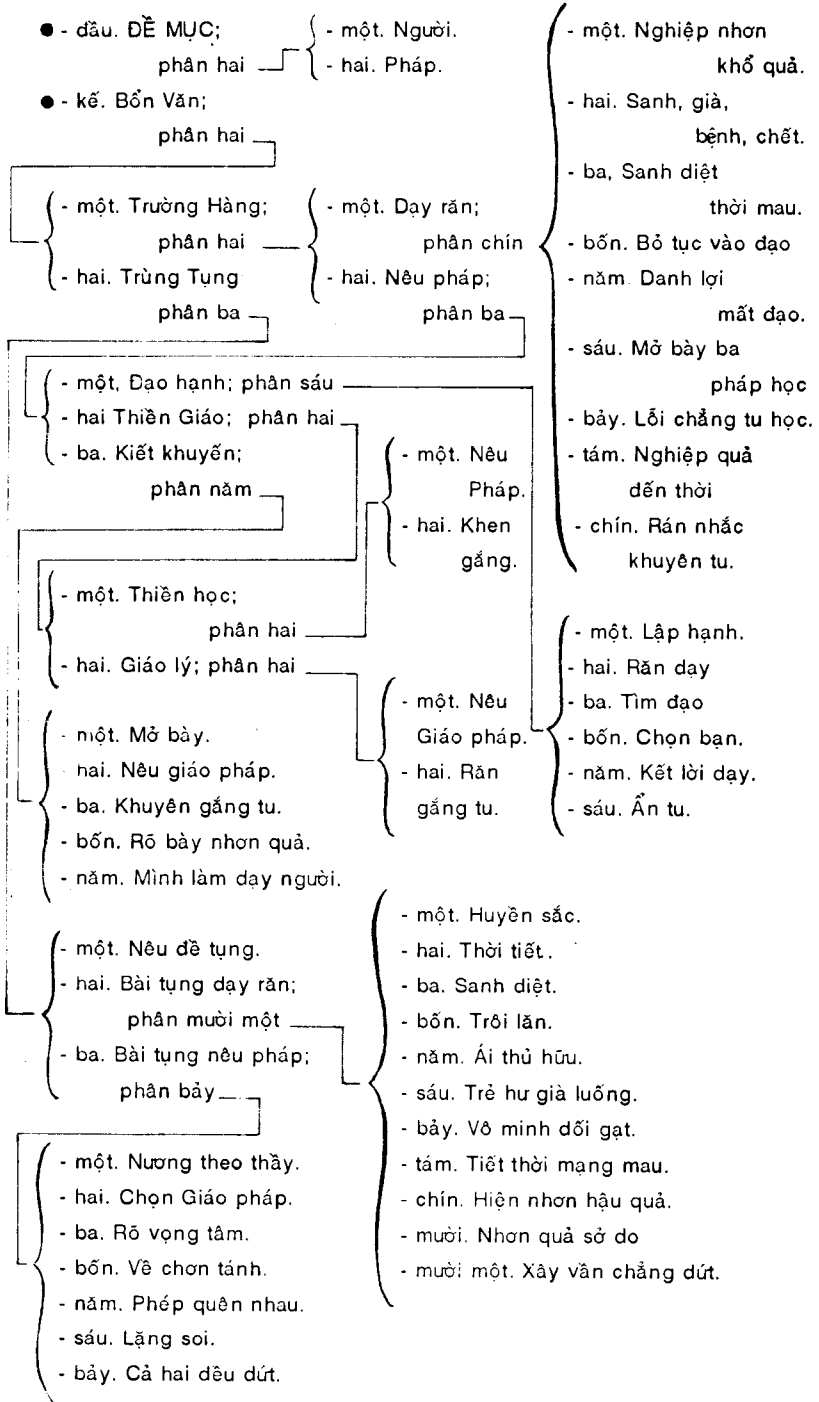 ● - đầu. ĐỀ MỤC;
phân hai
- một. Người.
- hai. Pháp.
● - kế. Bổn Văn;
phân hai
- một. Trường Hàng;
phân hai
- hai. Trùng Tụng
phân ba
- một. Dạy răn;
phân chín
- hai. Nêu pháp;
phân ba
- một. Nghiệp nhơn
khổ quả.
- hai. Sanh, già,
bệnh, chết.
- ba, Sanh diệt
thời mau.
- bốn. Bỏ tục vào đạo
- năm. Danh lợi
mất đạo.
- sáu. Mở bày ba
pháp học
- bảy. Lỗi chẳng tu học.
- tám. Nghiệp quả
đến thời
- chín. Rán nhắc
khuyên tu.
- một, Đạo hạnh; phân sáu
- hai Thiền Giáo; phân hai
- ba. Kiết khuyến;
phân năm
- một. Nêu
Pháp.
- hai. Khen
gắng.
- một. Thiền học;
phân hai
- hai. Giáo lý; phân hai
- một. Nêu
Giáo pháp.
- hai. Răn
gắng tu.
- một. Lập hạnh.
- hai. Răn dạy
- ba. Tìm đạo
- bốn. Chọn bạn.
- năm. Kết lời dạy.
- sáu. Ẩn tu.
- một. Mở bày.
- hai. Nêu giáo pháp.
- ba. Khuyên gắng tu.
- bốn. Rõ bày nhơn quả.
- năm. Mình làm dạy người.
- một. Nêu đề tụng.
- hai. Bài tụng dạy răn;
phân mười một
- ba. Bài tụng nêu pháp;
phân bảy
- một. Huyền sắc.
- hai. Thời tiết.
- ba. Sanh diệt.
- bốn. Trôi lăn.
- năm. Ái thủ hữu.
- sáu. Trẻ hư già luống.
- bảy. Vô minh dối gạt.
- tám. Tiết thời mạng mau.
- chín. Hiện nhơn hậu quả.
- mười. Nhơn quả sở do
- mười một. Xây vần chẳng dứt.
- một. Nương theo thầy.
- hai. Chọn Giáo pháp.
- ba. Rõ vọng tâm.
- bốn. Về chơn tánh.
- năm. Phép quên nhau.
- sáu. Lặng soi.
- bảy. Cả hai đều dứt.